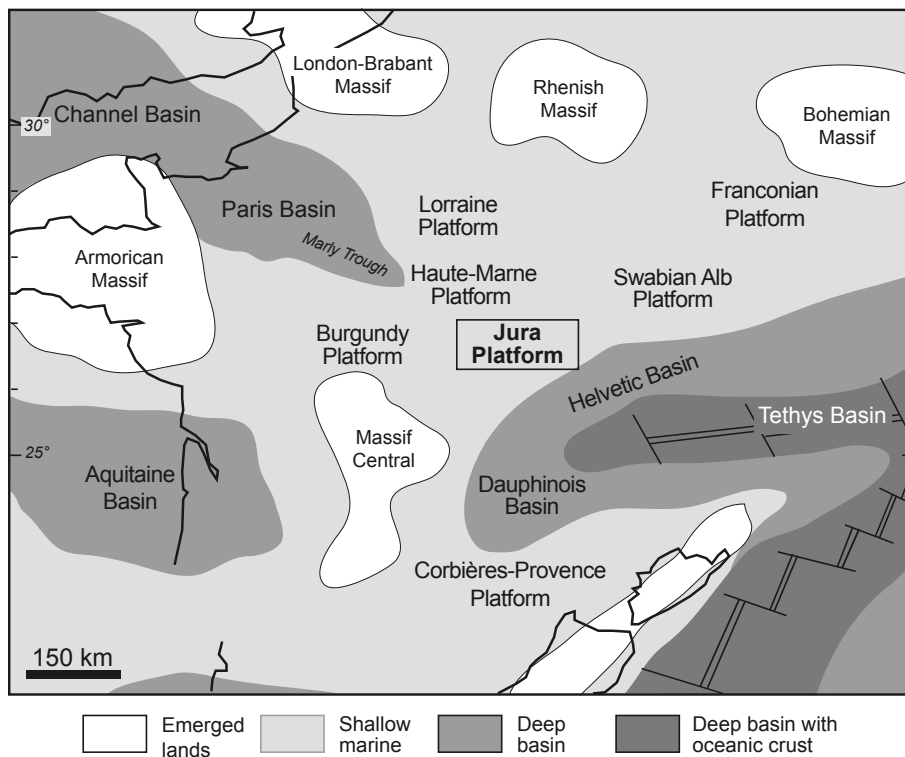 London-Brabant
Massif
Rhenish
Massif
Bohemian
Massif
Channel Basin
30°
Paris Basin
Marly Trough
Lorraine
Platform
Franconian
Platform
Armorican
Massif
Haute-Marne
Platform
Swabian Alb
Platform
Burgundy
Platform
Jura
Platform
Helvetic Basin
Tethys Basin
25°
Aquitaine
Basin
Massif
Central
Dauphinois
Basin
Corbières-Provence
Platform
150 km
Emerged
lands
Shallow
marine
Deep
basin
Deep basin with
oceanic crust